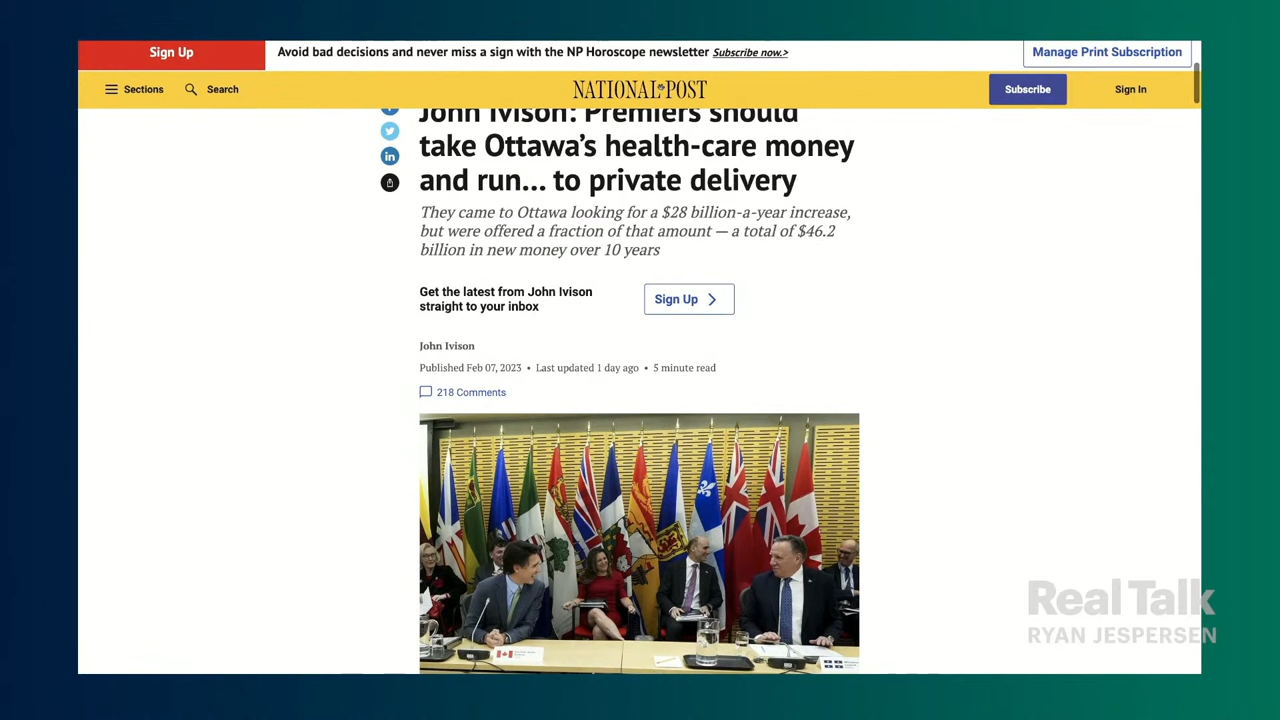 Sign Up
Avoid bad decisions and never miss a sign with the NP Horoscope newsletter Subscribe now.>
Manage Print Subscription
Sections
Search
NATIONAL POST
Subscribe
Sign In
John Ivison: Premiers should
take Ottawa's health-care money
and run... to private delivery
They came to Ottawa looking for a $28 billion-a-year increase,
but were offered a fraction of that amount — a total of $46.2
billion in new money over 10 years
Get the latest from John Ivison
straight to your inbox
Sign Up
John Ivison
Published Feb 07, 2023 • Last updated 1 day ago • 5 minute read
218 Comments
Real Talk
RYAN JESPERSEN